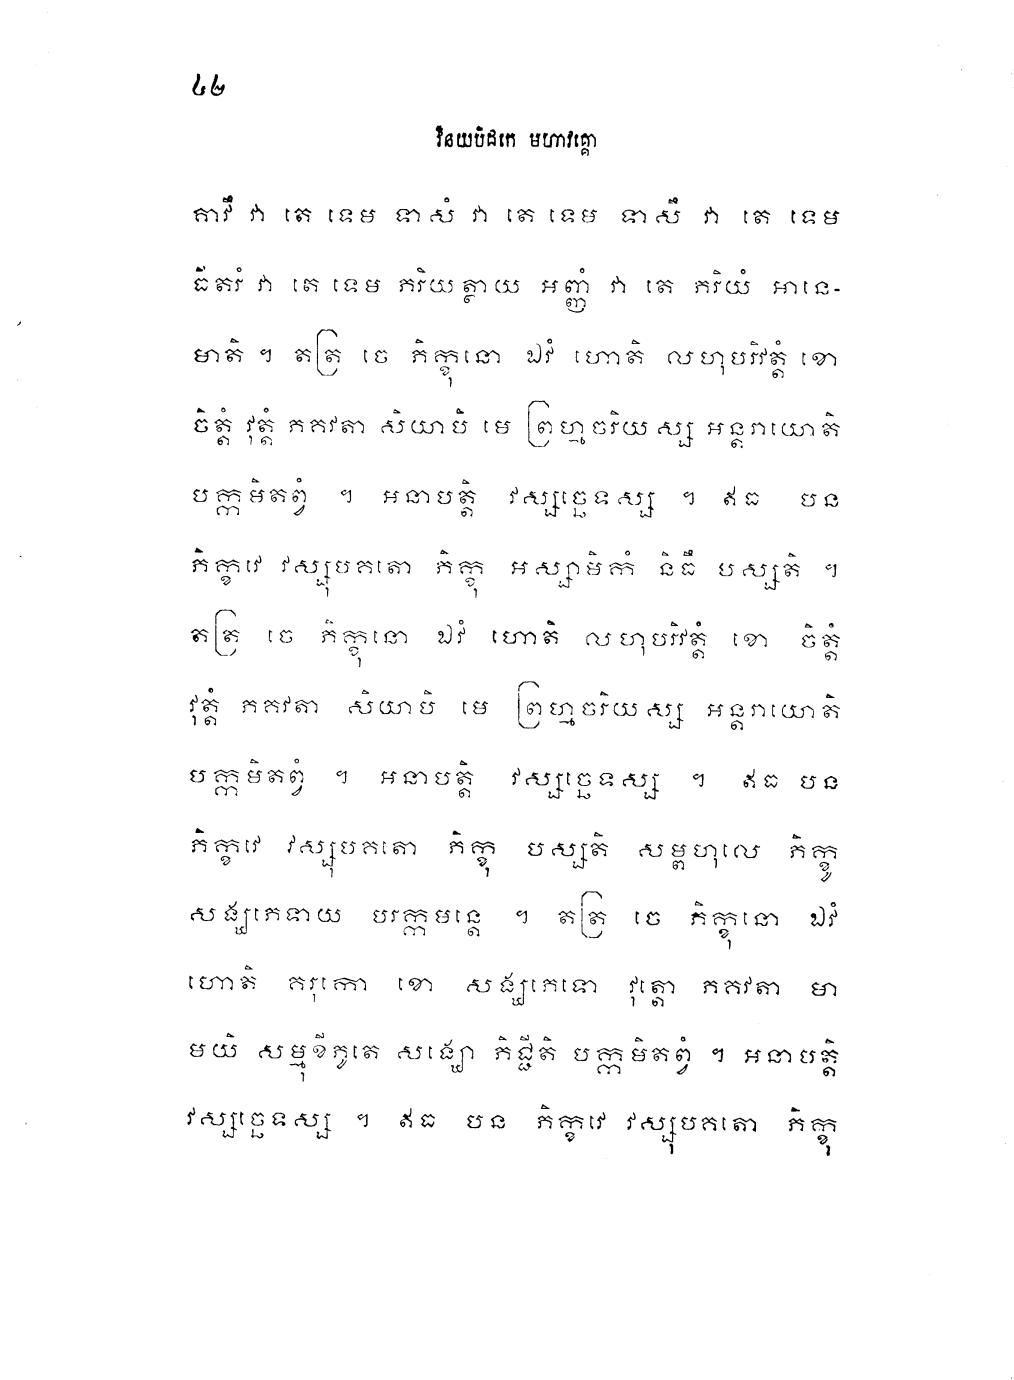 ៤២
វិនយបិដកេ មហាវគ្គោ
គាវឹ វា តេ ទេម ទាសំ វា តេ ទេម ទាសឹ វា តេ ទេម
ធីតរំ វា តេ ទេម ភរិយត្ថាយ អញ្ញំ វា តេ ភរិយំ អានេ-
មាតិ ។ តត្រ ចេ ភិក្ខុនោ ឯវំ ហោតិ លហុបរិវត្តំ ខោ
ចិត្តំ វុត្តំ ភគវតា សិយាបិ មេ ព្រហ្មចរិយស្ស អន្តរាយោតិ
បក្កមិតព្វំ ។ អនាបត្តិ វស្សច្ឆេទស្ស ។ ឥធ បន
ភិក្ខវេ វស្សុបគតោ ភិក្ខុ អស្សាមិកំ និធឹ បស្សតិ ។
តត្រ ចេ ភិក្ខុនោ ឯវំ ហោតិ លហុបរិវត្តំ ខោ ចិត្តំ
វុត្តំ ភគវតា សិយាបិ មេ ព្រហ្មចរិយស្ស អន្តរាយោតិ
បក្កមិតព្វំ ។ អនាបត្តិ វស្សច្ឆេទស្ស ។ ឥធ បន
ភិក្ខវេ វស្សុបគតោ ភិក្ខុ បស្សតិ សម្ពហុលេ ភិក្ខូ
សង្ឃភេទាយ បរក្កមន្តេ ។ តត្រ ចេ ភិក្ខុនោ ឯវំ
ហោតិ គរុកោ ខោ សង្ឃភេទោ វុត្តោ ភគវតា មា
មយិ សម្មុខីភូតេ សង្ឃោ ភិជ្ជីតិ បក្កមិតព្វំ ។ អនាបត្តិ
វស្សច្ឆេទស្ស ។ ឥធ បន ភិក្ខវេ វស្សុបគតោ ភិក្ខុ